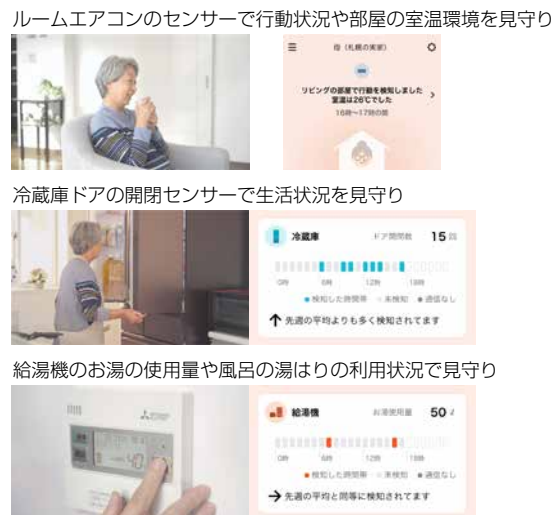 ルームエアコンのセンサーで行動状況や部屋の室温環境を見守り
母（札幌の実家）
リビングの部屋で行動を検知しました
室温は26℃でした
16時〜17時の間
冷蔵庫ドアの開閉センサーで生活状況を見守り
冷蔵庫 ドア開閉数 15回
0時 6時 12時 18時
検知した時間帯 未検知 通信なし
先週の平均よりも多く検知されてます
給湯機のお湯の使用量や風呂の湯はりの利用状況で見守り
40
給湯機 お湯使用量 50 ℓ
0時 6時 12時 18時
検知した時間帯 未検知 通信なし
先週の平均と同等に検知されてます